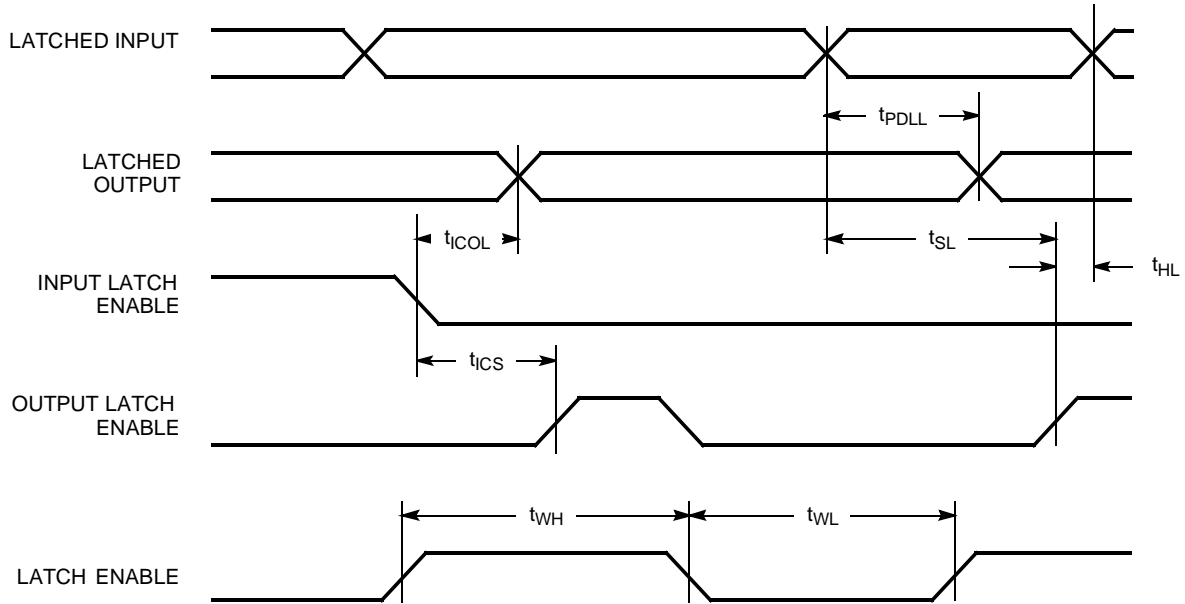 LATCHED INPUT
tPDLL
LATCHED
OUTPUT
tICOL
tSL
tHL
INPUT LATCH
ENABLE
tICS
OUTPUT LATCH
ENABLE
tWH
tWL
LATCH ENABLE